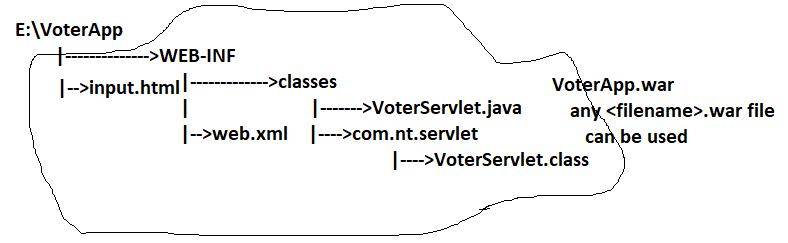 E:\VoterApp
|-------------->WEB-INF
|-->input.html
|------------->classes
VoterApp.war
|
|------->VoterServlet.java
any <filename>.war file
|-->web.xml
|---->com.nt.servlet
can be used
|---->VoterServlet.class